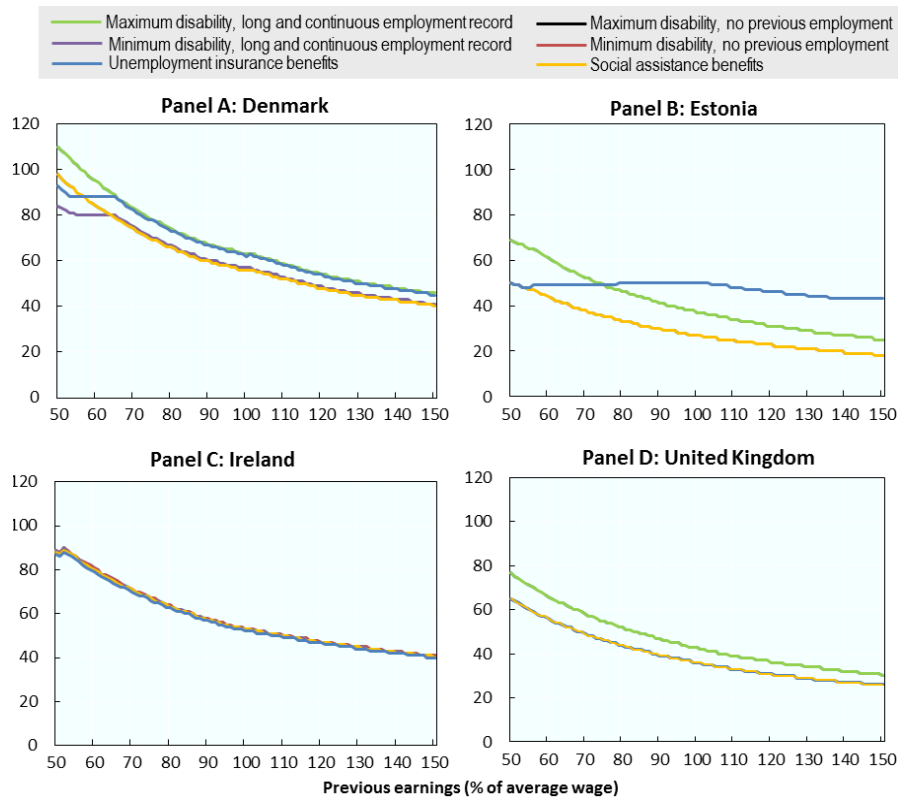 Maximum disability, long and continuous employment record
Maximum disability, no previous employment
Minimum disability, long and continuous employment record
Minimum disability, no previous employment
Unemployment insurance benefits
Social assistance benefits
Panel A: Denmark
120
100
80
60
40
20
0
50 60 70 80 90 100 110 120 130 140 150
Panel B: Estonia
120
100
80
60
40
20
0
50 60 70 80 90 100 110 120 130 140 150
Panel C: Ireland
120
100
80
60
40
20
0
50 60 70 80 90 100 110 120 130 140 150
Panel D: United Kingdom
120
100
80
60
40
20
0
50 60 70 80 90 100 110 120 130 140 150
Previous earnings (% of average wage)